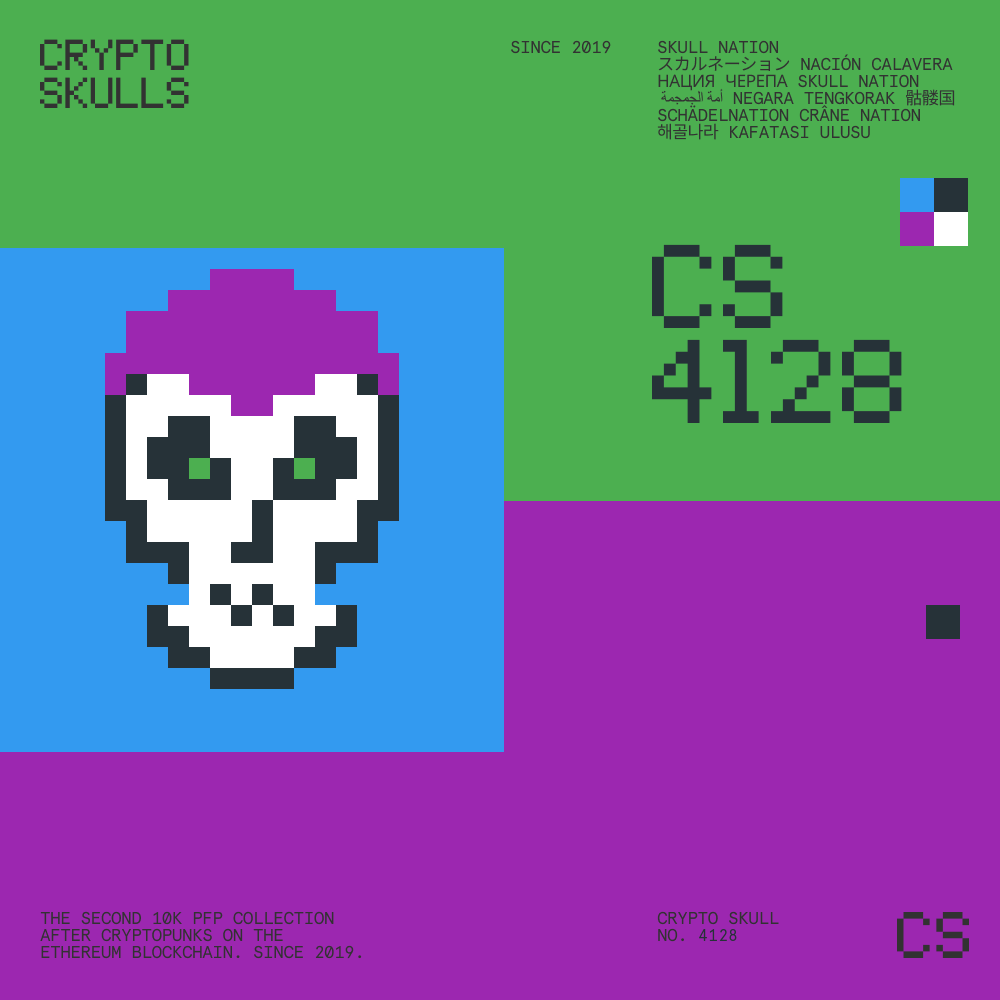 CRYPTO
SKULLS
SINCE 2019
SKULL NATION
スカルネーション NACIÓN CALAVERA
НАЦИЯ ЧЕРЕПА SKULL NATION
أمة الجمجمة NEGARA TENGKORAK 骷髅国
SCHÄDELNATION CRÂNE NATION
해골나라 KAFATASI ULUSU
CS
4128
THE SECOND 10K PFP COLLECTION
AFTER CRYPTOPUNKS ON THE
ETHEREUM BLOCKCHAIN. SINCE 2019.
CRYPTO SKULL
NO. 4128
CS